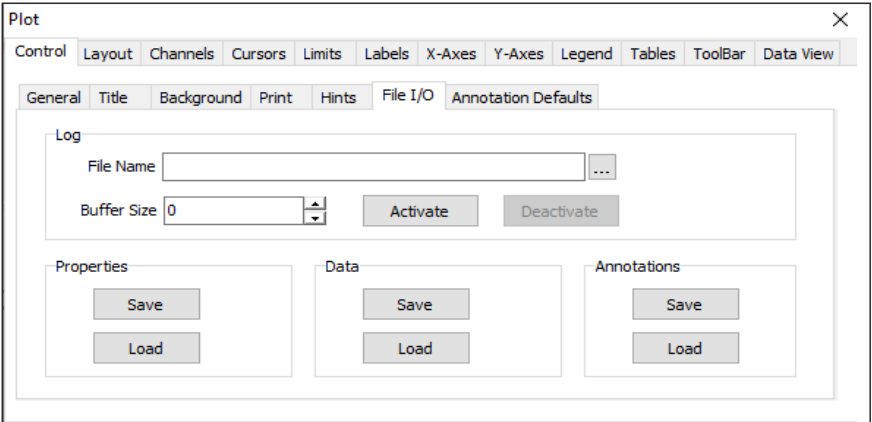 Plot
Control Layout Channels Cursors Limits Labels X-Axes Y-Axes Legend Tables ToolBar Data View
General Title Background Print Hints File I/O Annotation Defaults
Log
File Name ...
Buffer Size 0 Activate Deactivate
Properties Data Annotations
Save Save Save
Load Load Load